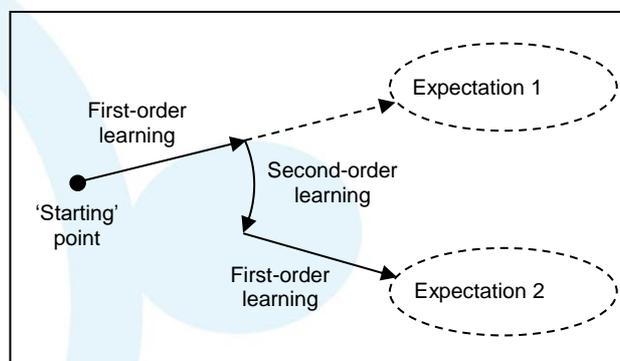 Expectation 1
First-order
learning
Second-order
learning
‘Starting’
point
First-order
learning
Expectation 2